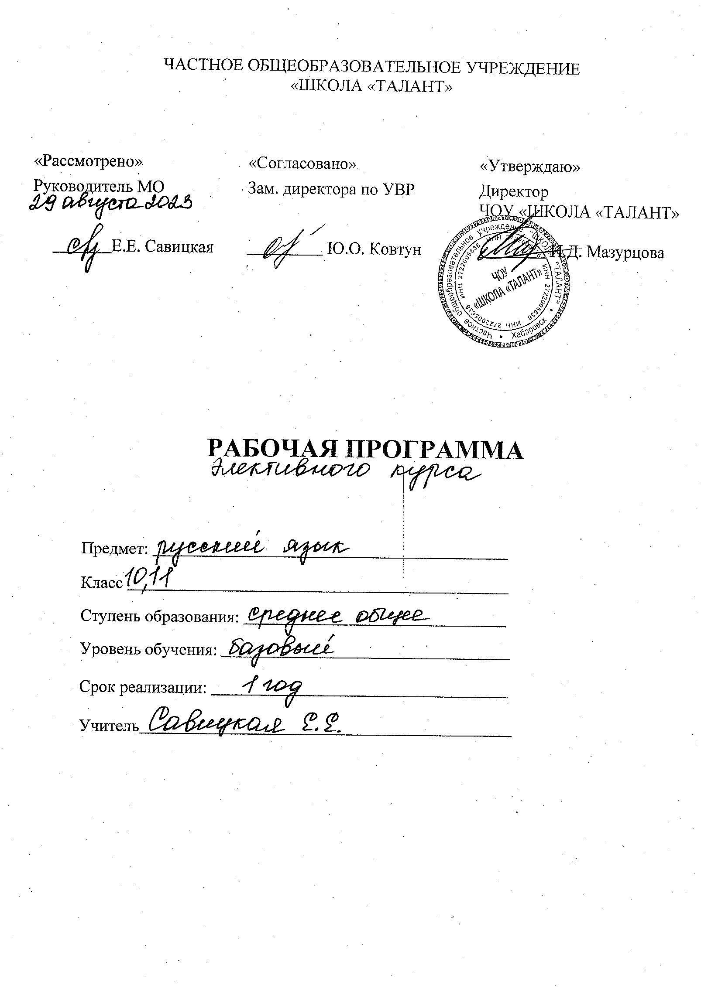 ЧАСТНОЕ ОБЩЕОБРАЗОВАТЕЛЬНОЕ УЧРЕЖДЕНИЕ
«ШКОЛА «ТАЛАНТ»
«Рассмотрено»
Руководитель МО
29 августа 2023
Е.Е. Савицкая
«Согласовано»
Зам. директора по УВР
Ю.О. Ковтун
«Утверждаю»
Директор
ЧОУ «ШКОЛА «ТАЛАНТ»
И.Д. Мазурцова
Частное общеобразовательное учреждение "ШКОЛА "ТАЛАНТ" • Хабаровск •
ИНН 2722005636 ИНН 2722005636 ИНН 2722005636 ИНН 2722005636
ЧОУ
«ШКОЛА «ТАЛАНТ»
РАБОЧАЯ ПРОГРАММА
Элективного курса
Предмет: русский язык
Класс 10,11
Ступень образования: среднее общее
Уровень обучения: базовый
Срок реализации: 1 год
Учитель Савицкая Е.Е.